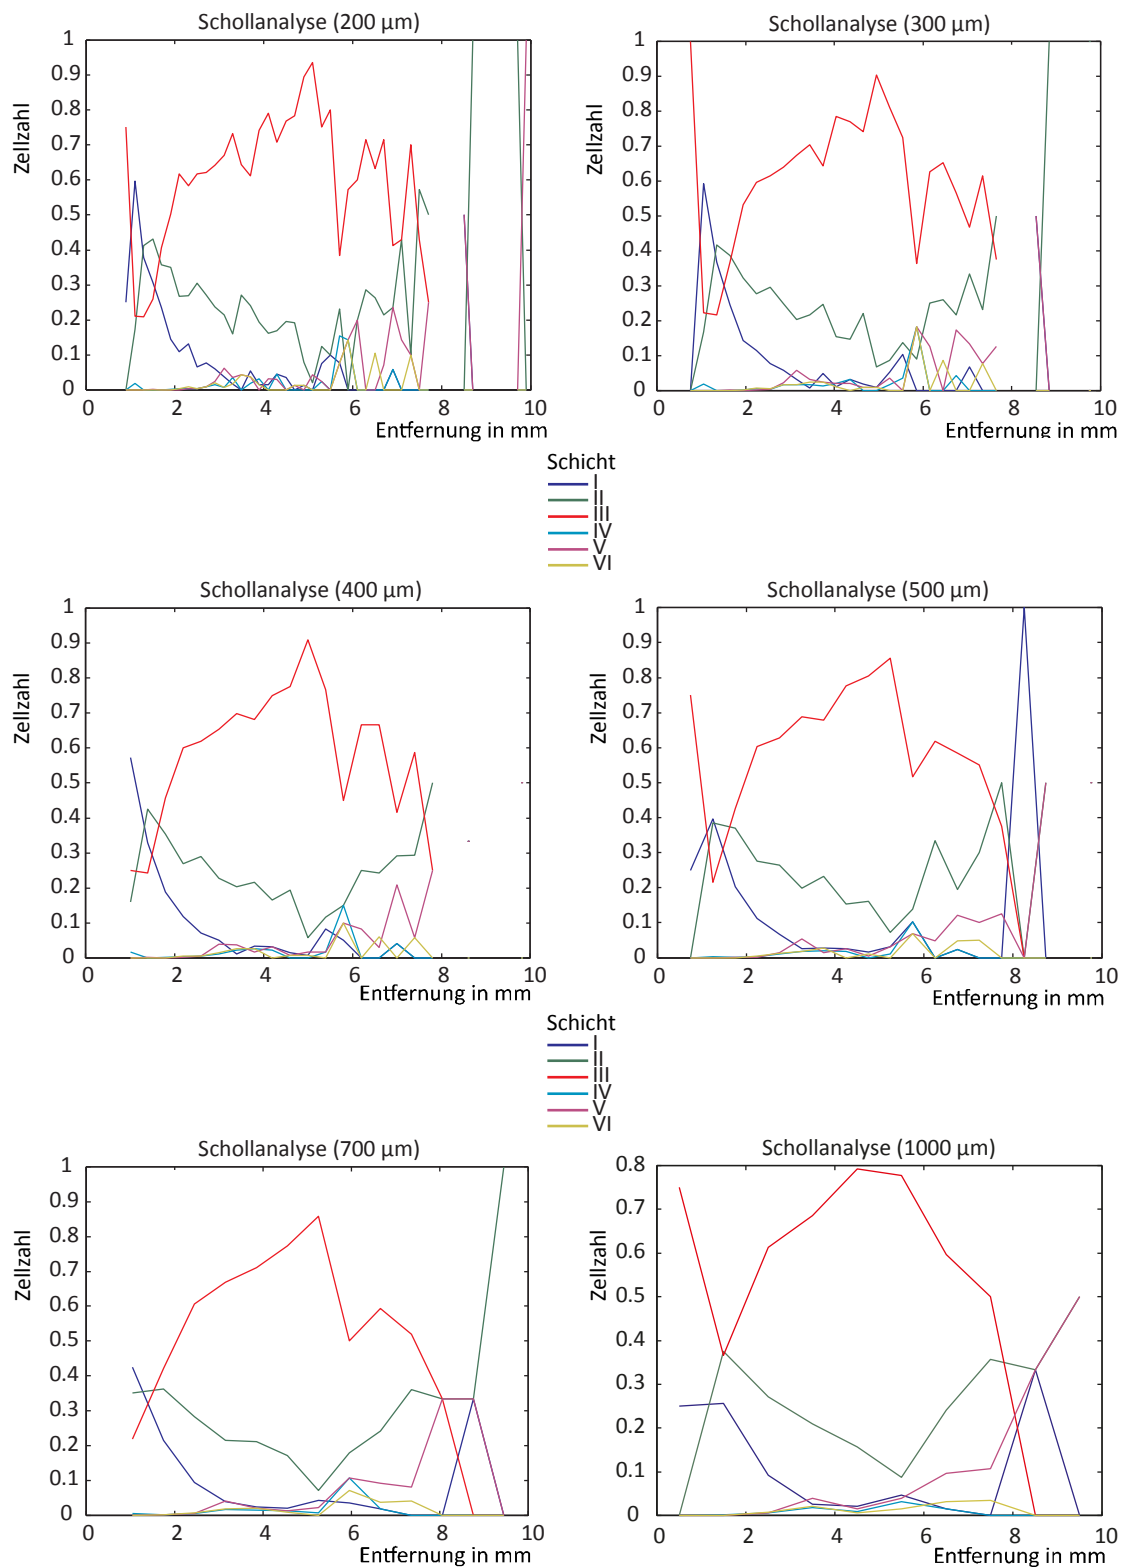 Schollanalyse (200 µm)
Zellzahl
1
0.9
0.8
0.7
0.6
0.5
0.4
0.3
0.2
0.1
0
0 2 4 6 8 10
Entfernung in mm
Schollanalyse (300 µm)
Zellzahl
1
0.9
0.8
0.7
0.6
0.5
0.4
0.3
0.2
0.1
0
0 2 4 6 8 10
Entfernung in mm
Schicht
I
II
III
IV
V
VI
Schollanalyse (400 µm)
Zellzahl
1
0.9
0.8
0.7
0.6
0.5
0.4
0.3
0.2
0.1
0
0 2 4 6 8 10
Entfernung in mm
Schollanalyse (500 µm)
Zellzahl
1
0.9
0.8
0.7
0.6
0.5
0.4
0.3
0.2
0.1
0
0 2 4 6 8 10
Entfernung in mm
Schicht
I
II
III
IV
V
VI
Schollanalyse (700 µm)
Zellzahl
1
0.9
0.8
0.7
0.6
0.5
0.4
0.3
0.2
0.1
0
0 2 4 6 8 10
Entfernung in mm
Schollanalyse (1000 µm)
Zellzahl
0.8
0.7
0.6
0.5
0.4
0.3
0.2
0.1
0
0 2 4 6 8 10
Entfernung in mm